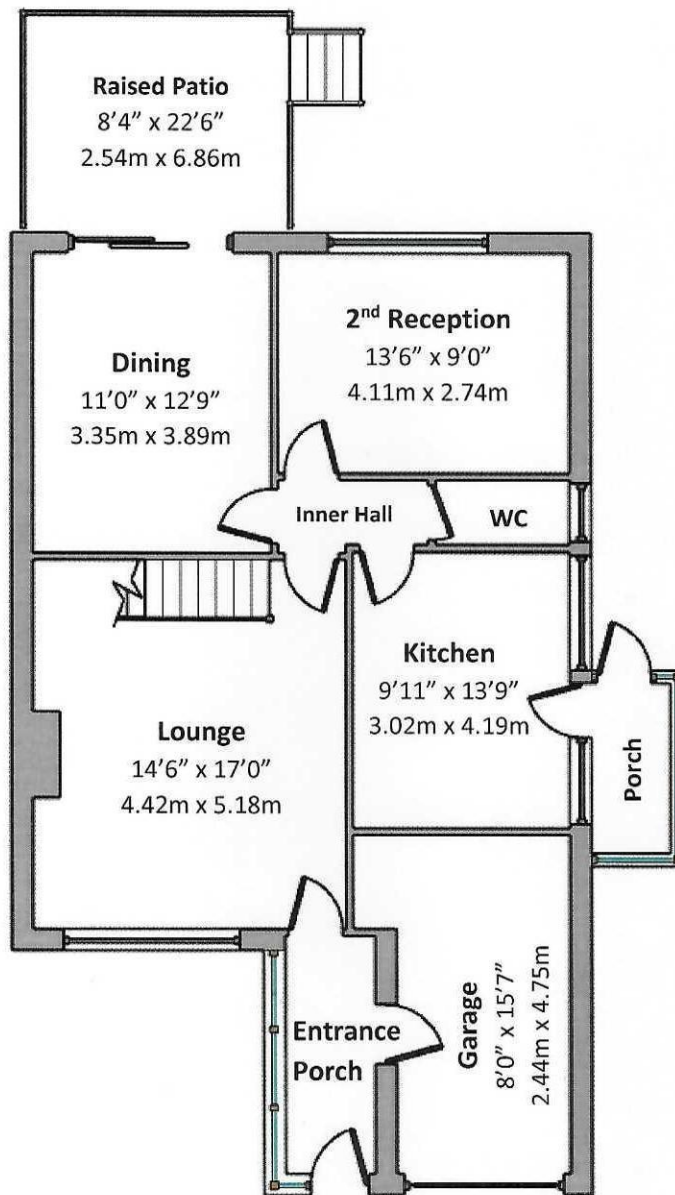 Raised Patio
8’4” x 22’6”
2.54m x 6.86m
2nd Reception
13’6” x 9’0”
4.11m x 2.74m
Dining
11’0” x 12’9”
3.35m x 3.89m
Inner Hall
WC
Kitchen
9’11” x 13’9”
3.02m x 4.19m
Lounge
14’6” x 17’0”
4.42m x 5.18m
Porch
Entrance
Porch
Garage
8’0” x 15’7”
2.44m x 4.75m